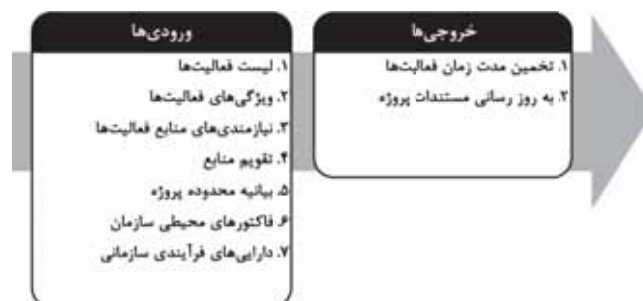 ورودی‌ها
۱. لیست فعالیت‌ها
۲. ویژگی‌های فعالیت‌ها
۳. نیازمندی‌های منابع فعالیت‌ها
۴. تقویم منابع
۵. بیانیه محدوده پروژه
۶. فاکتورهای محیطی سازمان
۷. دارایی‌های فرآیندی سازمانی
خروجی‌ها
۱. تخمین مدت زمان فعالیت‌ها
۲. به روز رسانی مستندات پروژه